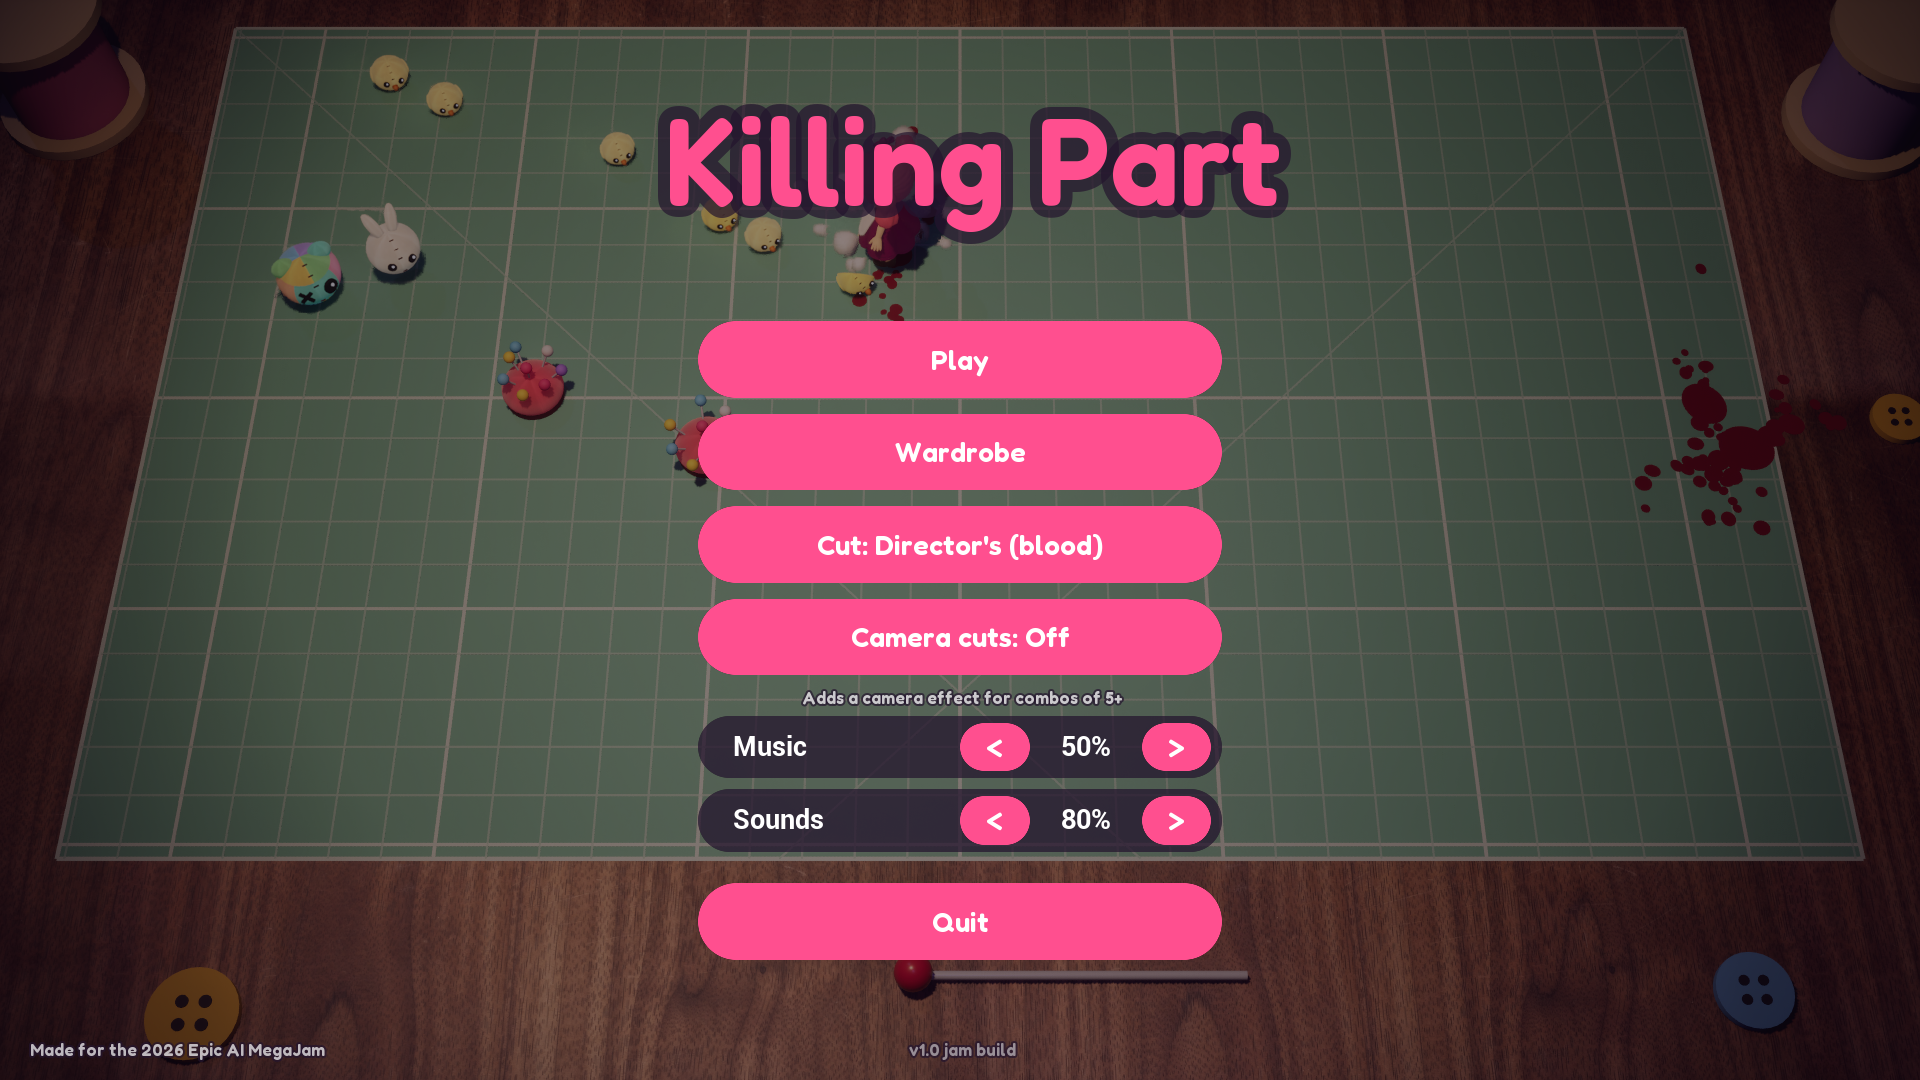 Killing Part
Play
Wardrobe
Cut: Director's (blood)
Camera cuts: Off
Adds a camera effect for combos of 5+
Music < 50% >
Sounds < 80% >
Quit
Made for the 2026 Epic AI MegaJam
v1.0 jam build